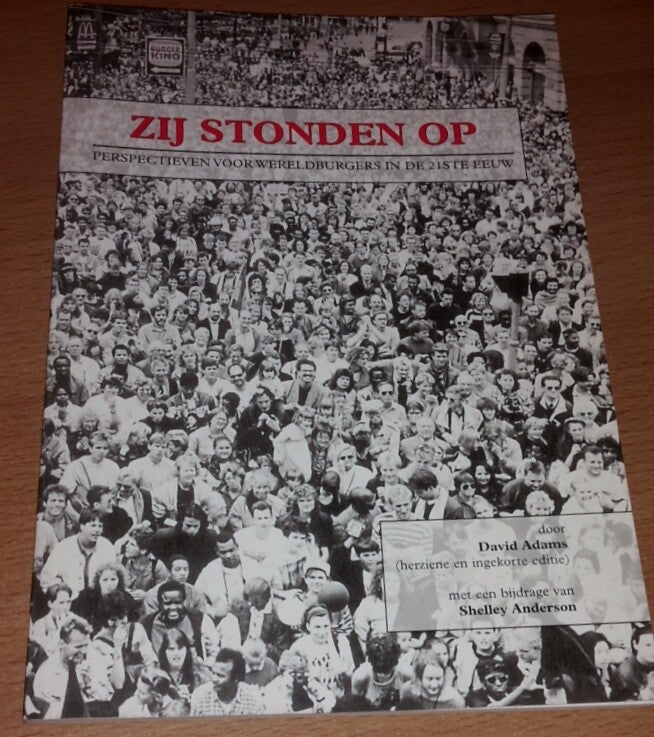 BURGER
KING
ZIJ STONDEN OP
PERSPECTIEVEN VOOR WERELDBURGERS IN DE 21STE EEUW
door
David Adams
(herziene en ingekorte editie)
met een bijdrage van
Shelley Anderson